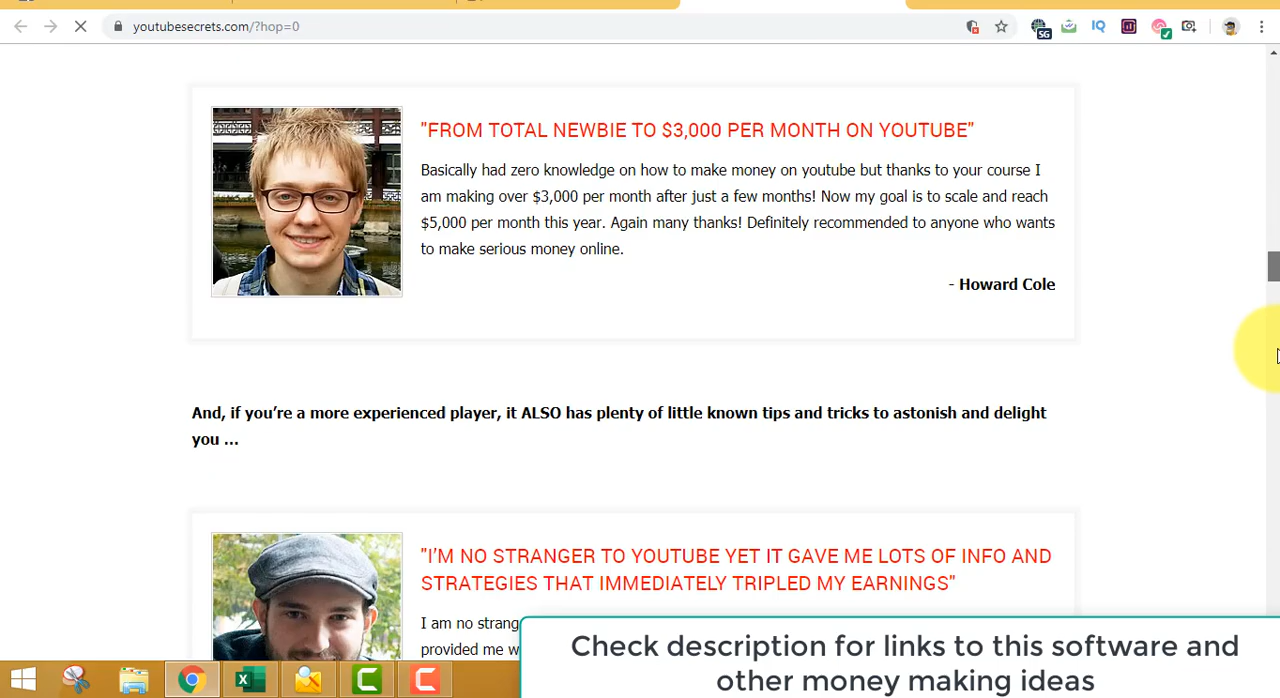 youtubesecrets.com/?hop=0
SG
IQ
"FROM TOTAL NEWBIE TO $3,000 PER MONTH ON YOUTUBE"
Basically had zero knowledge on how to make money on youtube but thanks to your course I
am making over $3,000 per month after just a few months! Now my goal is to scale and reach
$5,000 per month this year. Again many thanks! Definitely recommended to anyone who wants
to make serious money online.
- Howard Cole
And, if you're a more experienced player, it ALSO has plenty of little known tips and tricks to astonish and delight
you ...
"I'M NO STRANGER TO YOUTUBE YET IT GAVE ME LOTS OF INFO AND
STRATEGIES THAT IMMEDIATELY TRIPLED MY EARNINGS"
I am no strang
provided me w
Check description for links to this software and
other money making ideas